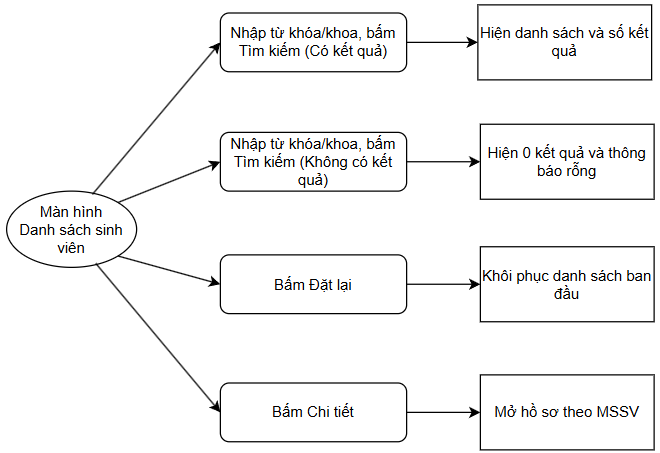 Nhập từ khóa/khoa, bấm
Tìm kiếm (Có kết quả)
Hiện danh sách và số kết
quả
Nhập từ khóa/khoa, bấm
Tìm kiếm (Không có kết
quả)
Hiện 0 kết quả và thông
báo rỗng
Màn hình
Danh sách sinh
viên
Bấm Đặt lại
Khôi phục danh sách ban
đầu
Bấm Chi tiết
Mở hồ sơ theo MSSV